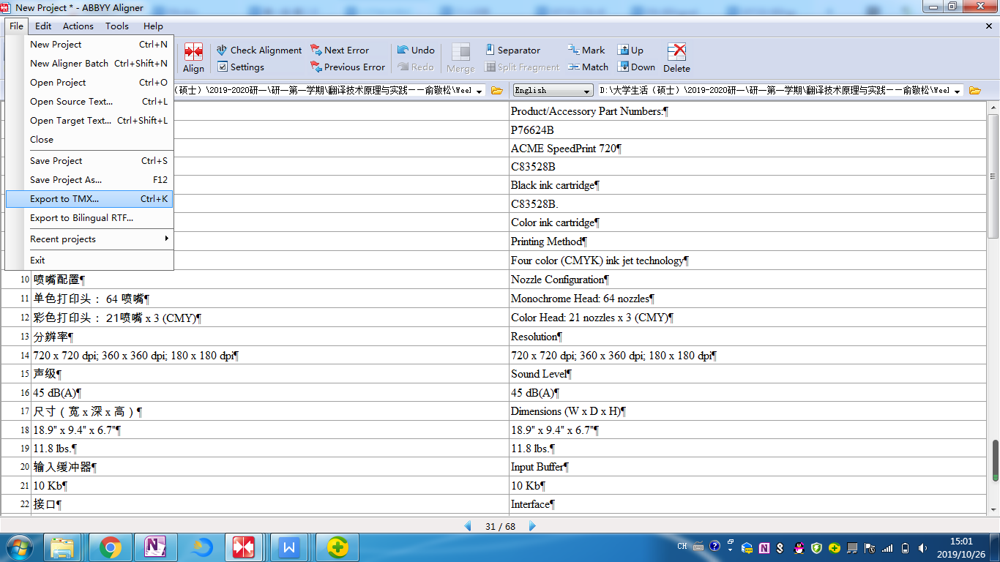 New Project * - ABBYY Aligner
File Edit Actions Tools Help
New Project Ctrl+N
New Aligner Batch Ctrl+Shift+N
Open Project Ctrl+O
Open Source Text... Ctrl+L
Open Target Text... Ctrl+Shift+L
Close
Save Project Ctrl+S
Save Project As... F12
Export to TMX... Ctrl+K
Export to Bilingual RTF...
Recent projects
Exit
Align
Check Alignment
Settings
Next Error
Previous Error
Undo
Redo
Merge
Separator
Split Fragment
Mark
Match
Up
Down
Delete
(硕士)\2019-2020研一\研一第一学期\翻译技术原理与实践——俞敬松\Weel
English
D:\大学生活(硕士)\2019-2020研一\研一第一学期\翻译技术原理与实践——俞敬松\Weel
Product/Accessory Part Numbers:¶
P76624B
ACME SpeedPrint 720¶
C83528B
Black ink cartridge¶
C83528B.
Color ink cartridge¶
Printing Method¶
Four color (CMYK) ink jet technology¶
10 喷嘴配置¶ Nozzle Configuration¶
11 单色打印头：64 喷嘴¶ Monochrome Head: 64 nozzles¶
12 彩色打印头：21喷嘴 x 3 (CMY)¶ Color Head: 21 nozzles x 3 (CMY)¶
13 分辨率¶ Resolution¶
14 720 x 720 dpi; 360 x 360 dpi; 180 x 180 dpi¶ 720 x 720 dpi; 360 x 360 dpi; 180 x 180 dpi¶
15 声级¶ Sound Level¶
16 45 dB(A)¶ 45 dB(A)¶
17 尺寸（宽 x 深 x 高）¶ Dimensions (W x D x H)¶
18 18.9" x 9.4" x 6.7"¶ 18.9" x 9.4" x 6.7"¶
19 11.8 lbs.¶ 11.8 lbs.¶
20 输入缓冲器¶ Input Buffer¶
21 10 Kb¶ 10 Kb¶
22 接口¶ Interface¶
31 / 68
CH
15:01
2019/10/26